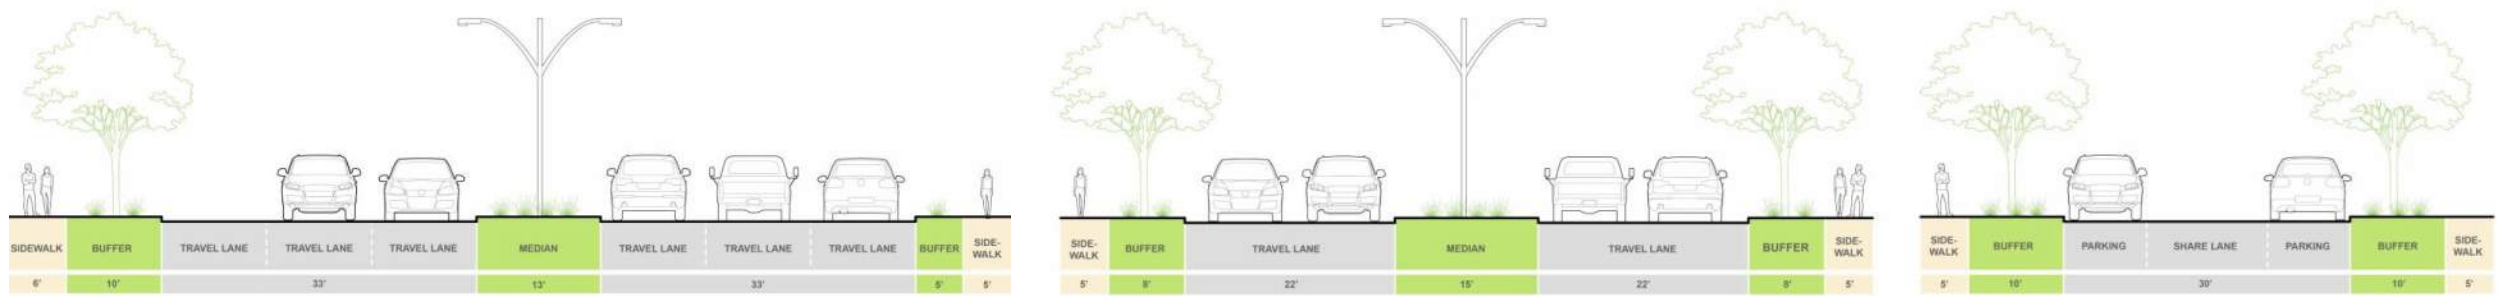 SIDEWALK BUFFER TRAVEL LANE TRAVEL LANE TRAVEL LANE MEDIAN TRAVEL LANE TRAVEL LANE TRAVEL LANE BUFFER SIDE-
WALK
6' 10' 33' 13' 33' 5' 5'
SIDE-
WALK BUFFER TRAVEL LANE MEDIAN TRAVEL LANE BUFFER SIDE-
WALK
5' 8' 22' 15' 22' 8' 5'
SIDE-
WALK BUFFER PARKING SHARE LANE PARKING BUFFER SIDE-
WALK
5' 10' 30' 10' 5'